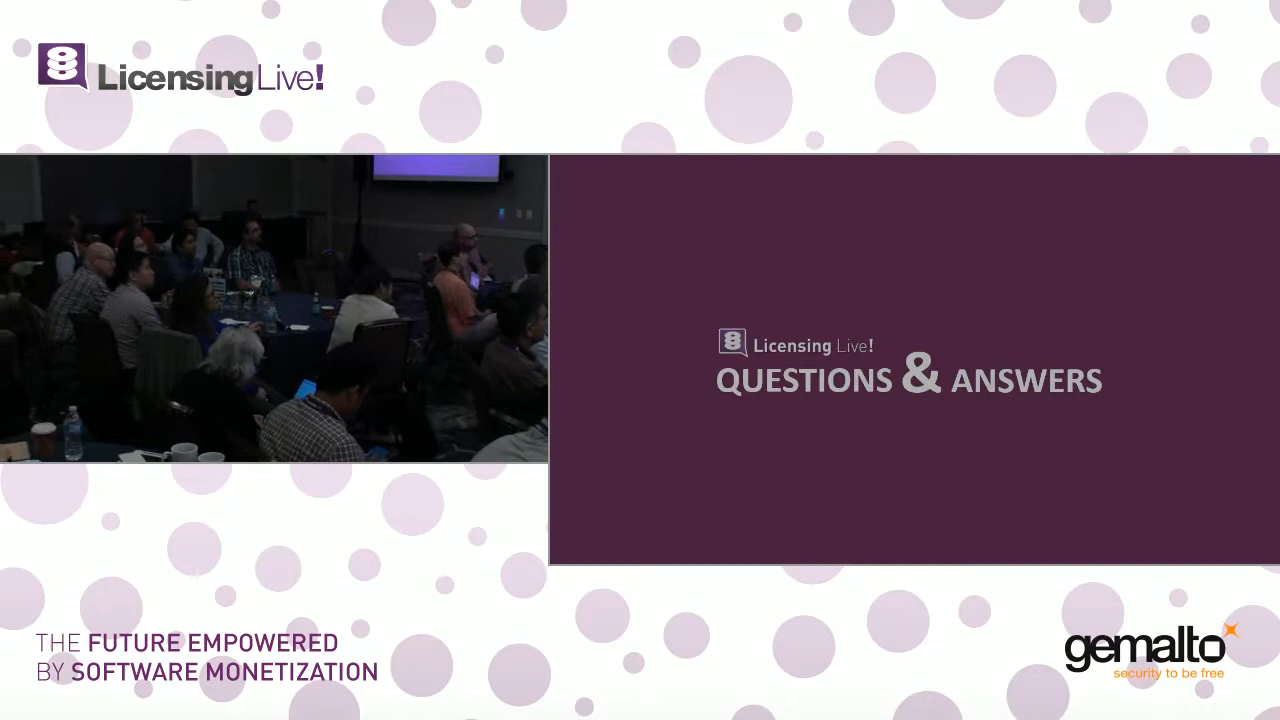 Licensing Live!
Licensing Live!
QUESTIONS & ANSWERS
THE FUTURE EMPOWERED
BY SOFTWARE MONETIZATION
gemalto
security to be free